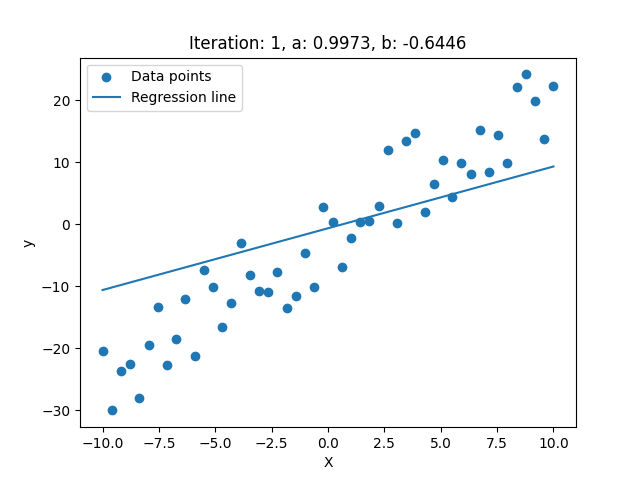 Iteration: 1, a: 0.9973, b: -0.6446
Data points
Regression line
y
20
10
0
−10
−20
−30
−10.0 −7.5 −5.0 −2.5 0.0 2.5 5.0 7.5 10.0
X